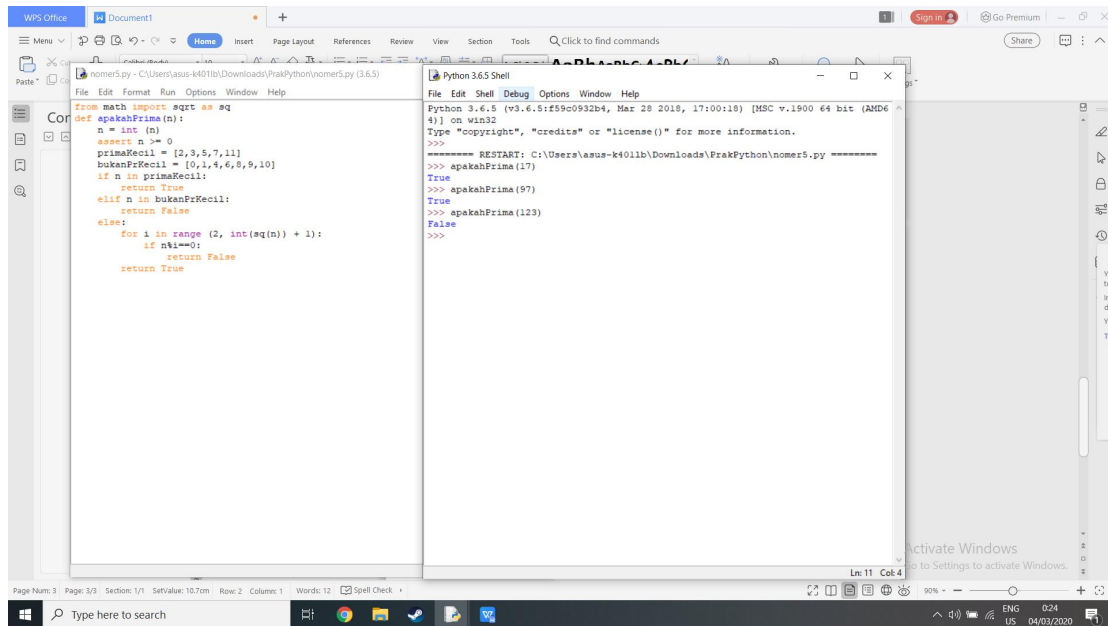 WPS Office Document1 + 1 Sign in Go Premium
Menu Home Insert Page Layout References Review View Section Tools Click to find commands Share
Paste
nomer5.py - C:\Users\asus-k401lb\Downloads\PrakPython\nomer5.py (3.6.5)
File Edit Format Run Options Window Help
from math import sqrt as sq
def apakahPrima(n):
    n = int (n)
    assert n >= 0
    primaKecil = [2,3,5,7,11]
    bukanPrKecil = [0,1,4,6,8,9,10]
    if n in primaKecil:
        return True
    elif n in bukanPrKecil:
        return False
    else:
        for i in range (2, int(sq(n)) + 1):
            if n%i==0:
                return False
        return True
Python 3.6.5 Shell
File Edit Shell Debug Options Window Help
Python 3.6.5 (v3.6.5:f59c0932b4, Mar 28 2018, 17:00:18) [MSC v.1900 64 bit (AMD6
4)] on win32
Type "copyright", "credits" or "license()" for more information.
>>>
======== RESTART: C:\Users\asus-k401lb\Downloads\PrakPython\nomer5.py ========
>>> apakahPrima(17)
True
>>> apakahPrima(97)
True
>>> apakahPrima(123)
False
>>>
Ln: 11 Col: 4
Activate Windows
to Settings to activate Windows.
Page Num: 3 Page: 3/3 Section: 1/1 SetValue: 10.7cm Row: 2 Column: 1 Words: 12 Spell Check 90%
Type here to search
ENG 0:24
US 04/03/2020